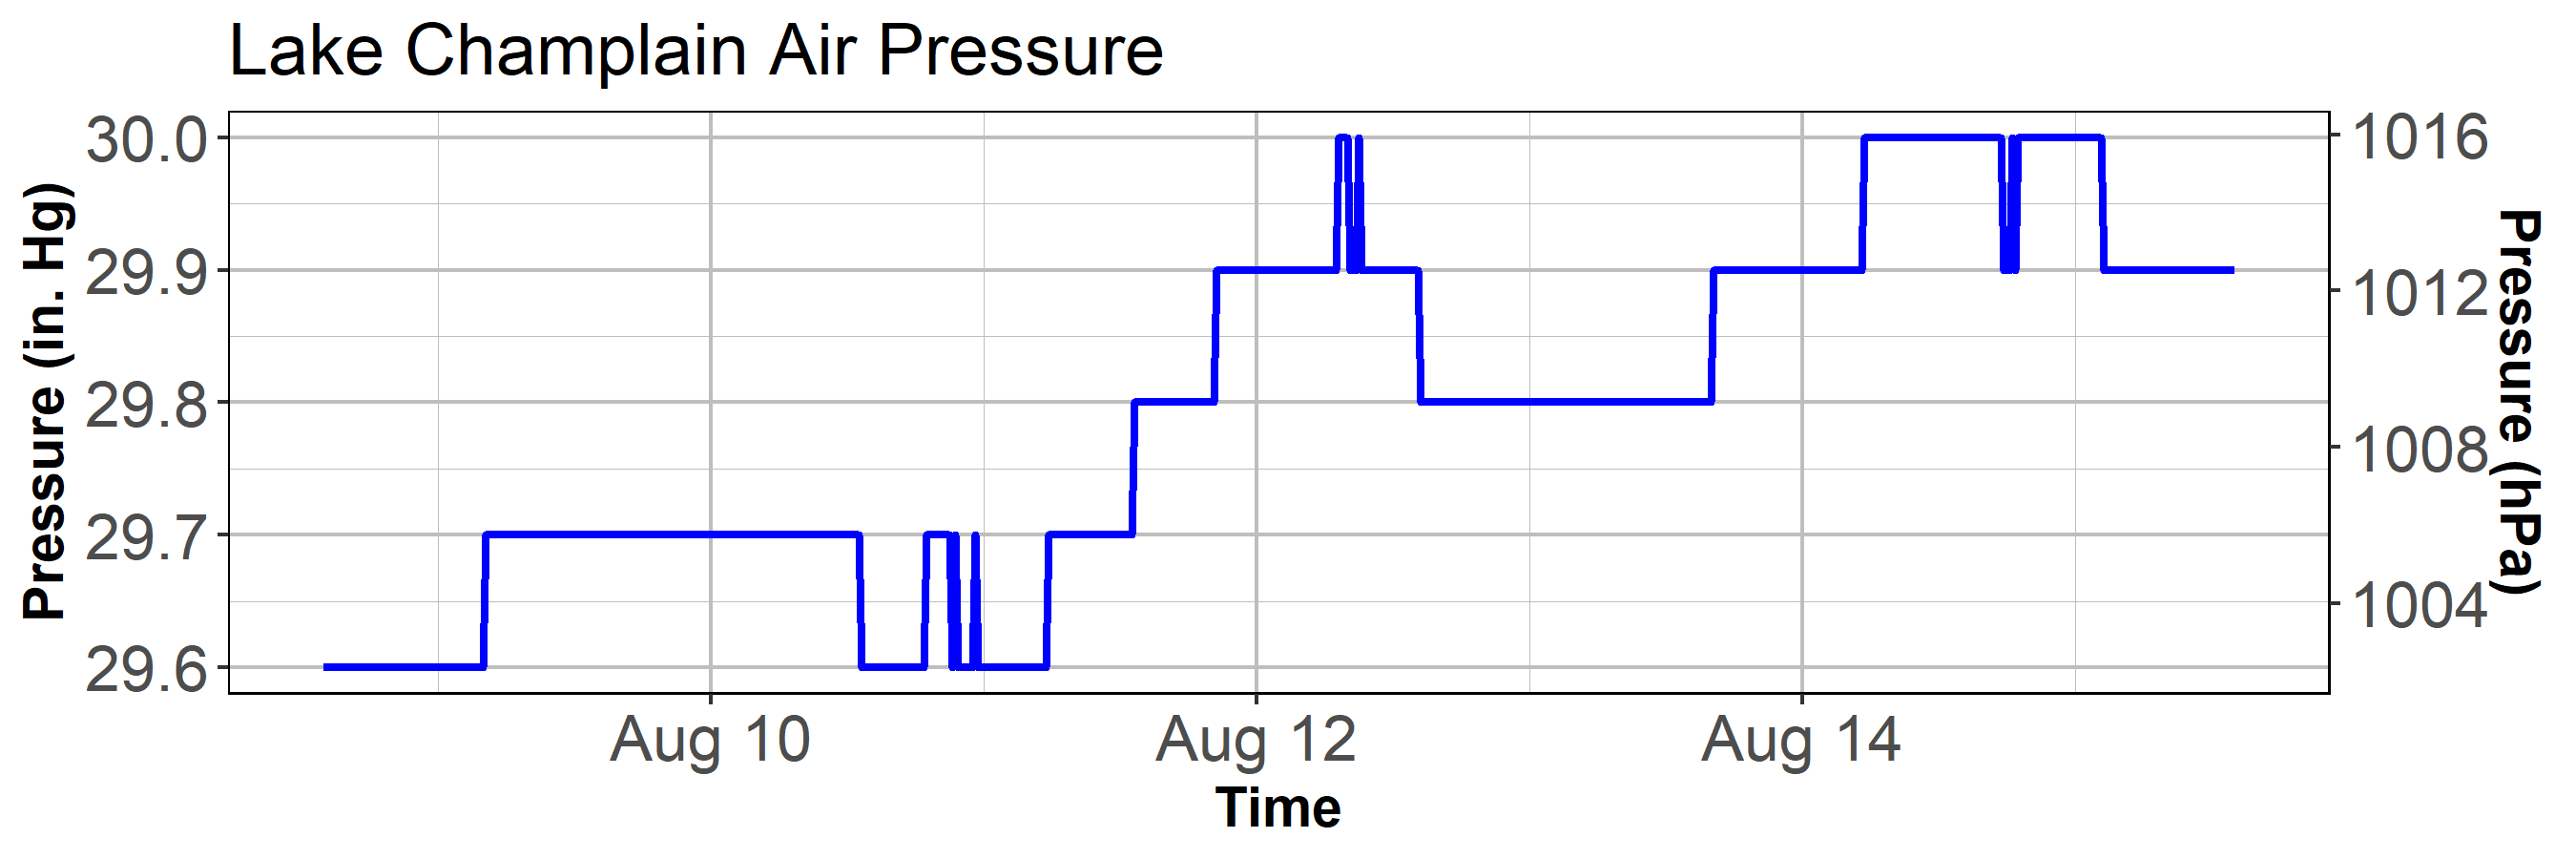 Lake Champlain Air Pressure
Pressure (in. Hg)
30.0
29.9
29.8
29.7
29.6
1016
1012
1008
1004
Pressure (hPa)
Aug 10 Aug 12 Aug 14
Time